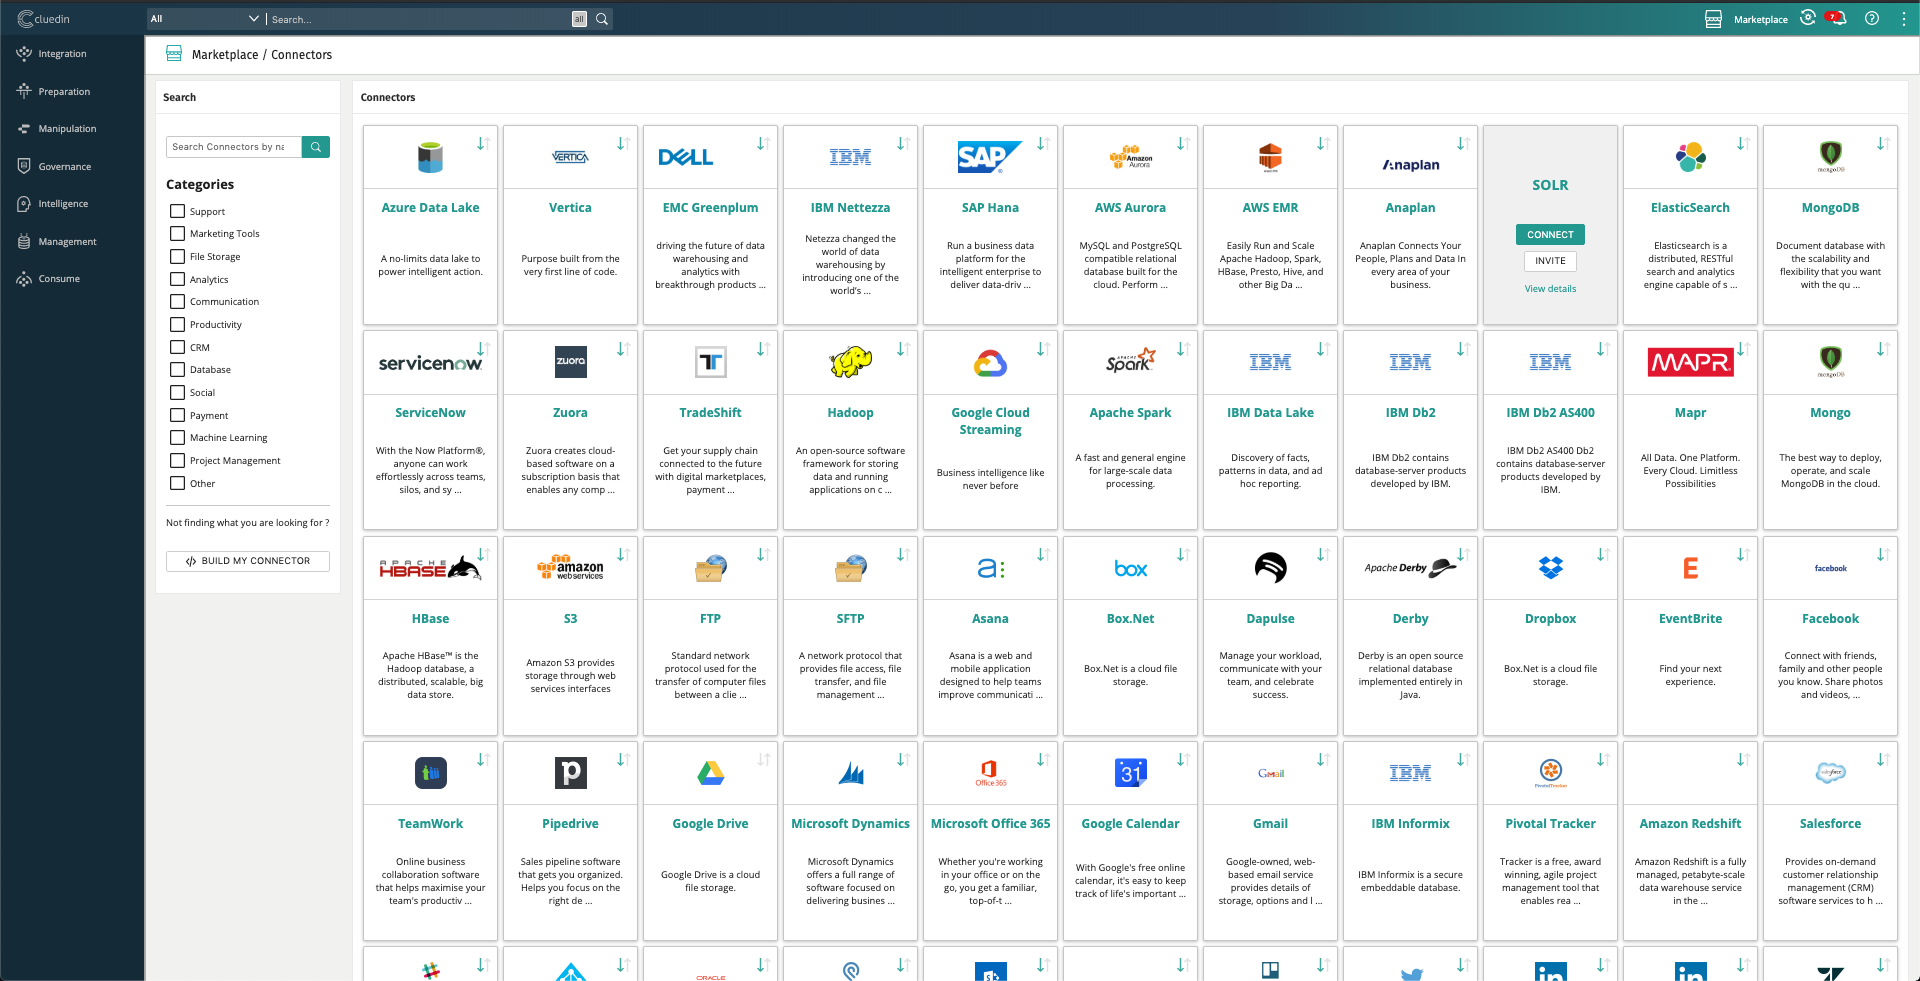 cluedin
All
Search...
all
Marketplace
7
Integration
Preparation
Manipulation
Governance
Intelligence
Management
Consume
Marketplace / Connectors
Search
Search Connectors by na
Categories
Support
Marketing Tools
File Storage
Analytics
Communication
Productivity
CRM
Database
Social
Payment
Machine Learning
Project Management
Other
Not finding what you are looking for ?
</> BUILD MY CONNECTOR
Connectors
Azure Data Lake
A no-limits data lake to
power intelligent action.
VERTICA
Vertica
Purpose built from the
very first line of code.
DELL
EMC Greenplum
driving the future of data
warehousing and
analytics with
breakthrough products ...
IBM
IBM Nettezza
Netezza changed the
world of data
warehousing by
introducing one of the
world's ...
SAP
SAP Hana
Run a business data
platform for the
intelligent enterprise to
deliver data-driv ...
Amazon
Aurora
AWS Aurora
MySQL and PostgreSQL
compatible relational
database built for the
cloud. Perform ...
AWS EMR
Easily Run and Scale
Apache Hadoop, Spark,
HBase, Presto, Hive, and
other Big Da ...
Anaplan
Anaplan
Anaplan Connects Your
People, Plans and Data In
every area of your
business.
SOLR
CONNECT
INVITE
View details
ElasticSearch
Elasticsearch is a
distributed, RESTful
search and analytics
engine capable of s ...
mongoDB
MongoDB
Document database with
the scalability and
flexibility that you want
with the qu ...
servicenow
ServiceNow
With the Now Platform®,
anyone can work
effortlessly across teams,
silos, and sy ...
zuora
Zuora
Zuora creates cloud-
based software on a
subscription basis that
enables any comp ...
TradeShift
Get your supply chain
connected to the future
with digital marketplaces,
payment ...
Hadoop
An open-source software
framework for storing
data and running
applications on c ...
Google Cloud
Streaming
Business intelligence like
never before
APACHE
Spark
Apache Spark
A fast and general engine
for large-scale data
processing.
IBM
IBM Data Lake
Discovery of facts,
patterns in data, and ad
hoc reporting.
IBM
IBM Db2
IBM Db2 contains
database-server products
developed by IBM.
IBM
IBM Db2 AS400
IBM Db2 AS400 Db2
contains database-server
products developed by
IBM.
MAPR
Mapr
All Data. One Platform.
Every Cloud. Limitless
Possibilities
mongoDB
Mongo
The best way to deploy,
operate, and scale
MongoDB in the cloud.
APACHE
HBASE
HBase
Apache HBase™ is the
Hadoop database, a
distributed, scalable, big
data store.
amazon
webservices
S3
Amazon S3 provides
storage through web
services interfaces
FTP
Standard network
protocol used for the
transfer of computer files
between a clie ...
SFTP
A network protocol that
provides file access, file
transfer, and file
management ...
a:
Asana
Asana is a web and
mobile application
designed to help teams
improve communicati ...
box
Box.Net
Box.Net is a cloud file
storage.
Dapulse
Manage your workload,
communicate with your
team, and celebrate
success.
Apache Derby
Derby
Derby is an open source
relational database
implemented entirely in
Java.
Dropbox
Box.Net is a cloud file
storage.
E
EventBrite
Find your next
experience.
facebook
Facebook
Connect with friends,
family and other people
you know. Share photos
and videos, ...
TeamWork
Online business
collaboration software
that helps maximise your
team's productiv ...
p
Pipedrive
Sales pipeline software
that gets you organized.
Helps you focus on the
right de ...
Google Drive
Google Drive is a cloud
file storage.
Microsoft Dynamics
Microsoft Dynamics
offers a full range of
software focused on
delivering busines ...
Office 365
Microsoft Office 365
Whether you're working
in your office or on the
go, you get a familiar,
top-of-t ...
31
Google Calendar
With Google's free online
calendar, it's easy to keep
track of life's important ...
Gmail
Gmail
Google-owned, web-
based email service
provides details of
storage, options and l ...
IBM
IBM Informix
IBM Informix is a secure
embeddable database.
PivotalTracker
Pivotal Tracker
Tracker is a free, award
winning, agile project
management tool that
enables rea ...
Amazon Redshift
Amazon Redshift is a fully
managed, petabyte-scale
data warehouse service
in the ...
salesforce
Salesforce
Provides on-demand
customer relationship
management (CRM)
software services to h ...
ORACLE
S
in
in